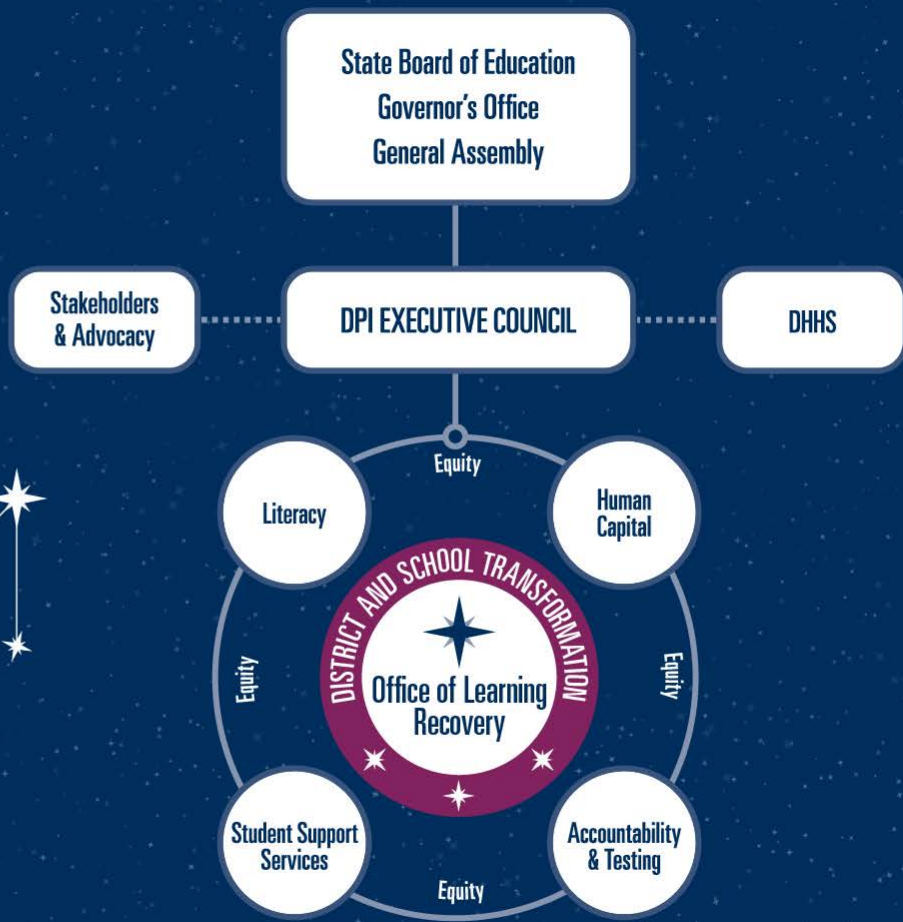 State Board of Education
Governor's Office
General Assembly
Stakeholders
& Advocacy
DPI EXECUTIVE COUNCIL
DHHS
Equity
Literacy
Human
Capital
DISTRICT AND SCHOOL TRANSFORMATION
Office of Learning
Recovery
Equity
Equity
Student Support
Services
Accountability
& Testing
Equity